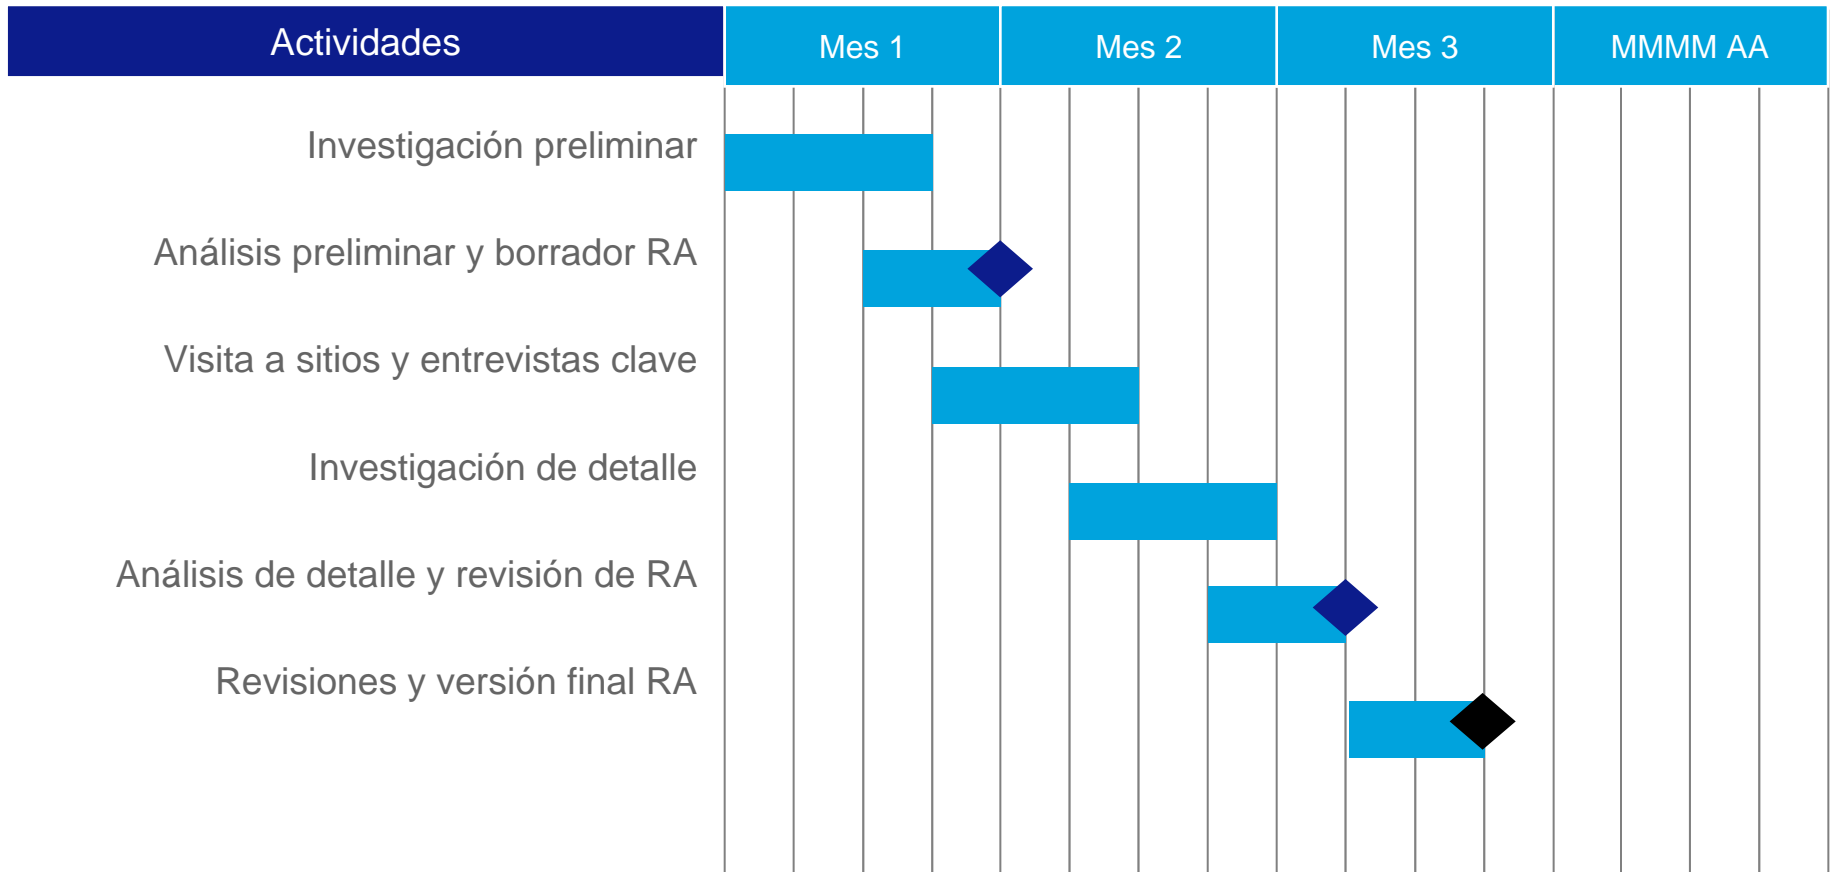 Actividades
Mes 1
Mes 2
Mes 3
MMMM AA
Investigación preliminar
Análisis preliminar y borrador RA
Visita a sitios y entrevistas clave
Investigación de detalle
Análisis de detalle y revisión de RA
Revisiones y versión final RA